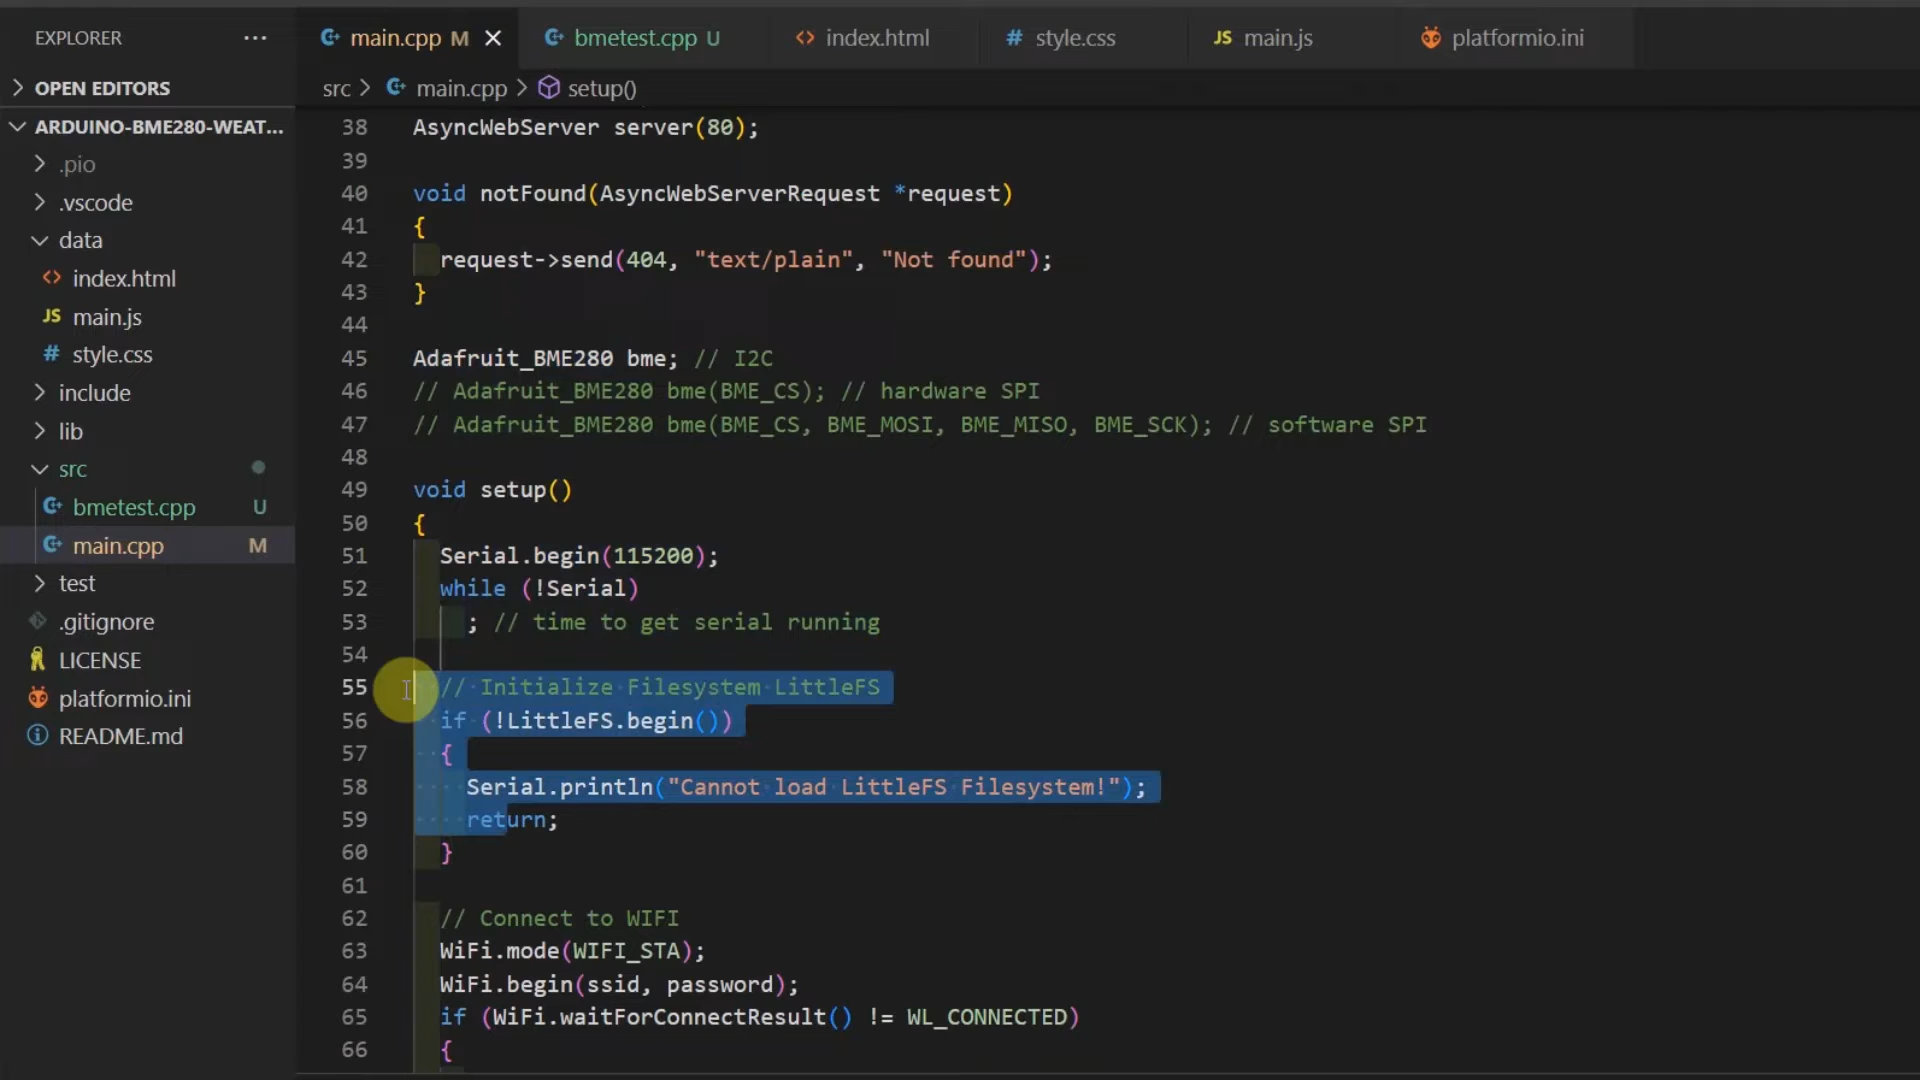 EXPLORER ...
OPEN EDITORS
ARDUINO-BME280-WEAT...
.pio
.vscode
data
index.html
JS main.js
# style.css
include
lib
src
bmetest.cpp U
main.cpp M
test
.gitignore
LICENSE
platformio.ini
README.md
main.cpp M
bmetest.cpp U
<> index.html
# style.css
JS main.js
platformio.ini
src > main.cpp > setup()
38 AsyncWebServer server(80);
39
40 void notFound(AsyncWebServerRequest *request)
41 {
42 request->send(404, "text/plain", "Not found");
43 }
44
45 Adafruit_BME280 bme; // I2C
46 // Adafruit_BME280 bme(BME_CS); // hardware SPI
47 // Adafruit_BME280 bme(BME_CS, BME_MOSI, BME_MISO, BME_SCK); // software SPI
48
49 void setup()
50 {
51 Serial.begin(115200);
52 while (!Serial)
53 ; // time to get serial running
54
55 // Initialize Filesystem LittleFS
56 if (!LittleFS.begin())
57 {
58 Serial.println("Cannot load LittleFS Filesystem!");
59 return;
60 }
61
62 // Connect to WIFI
63 WiFi.mode(WIFI_STA);
64 WiFi.begin(ssid, password);
65 if (WiFi.waitForConnectResult() != WL_CONNECTED)
66 {